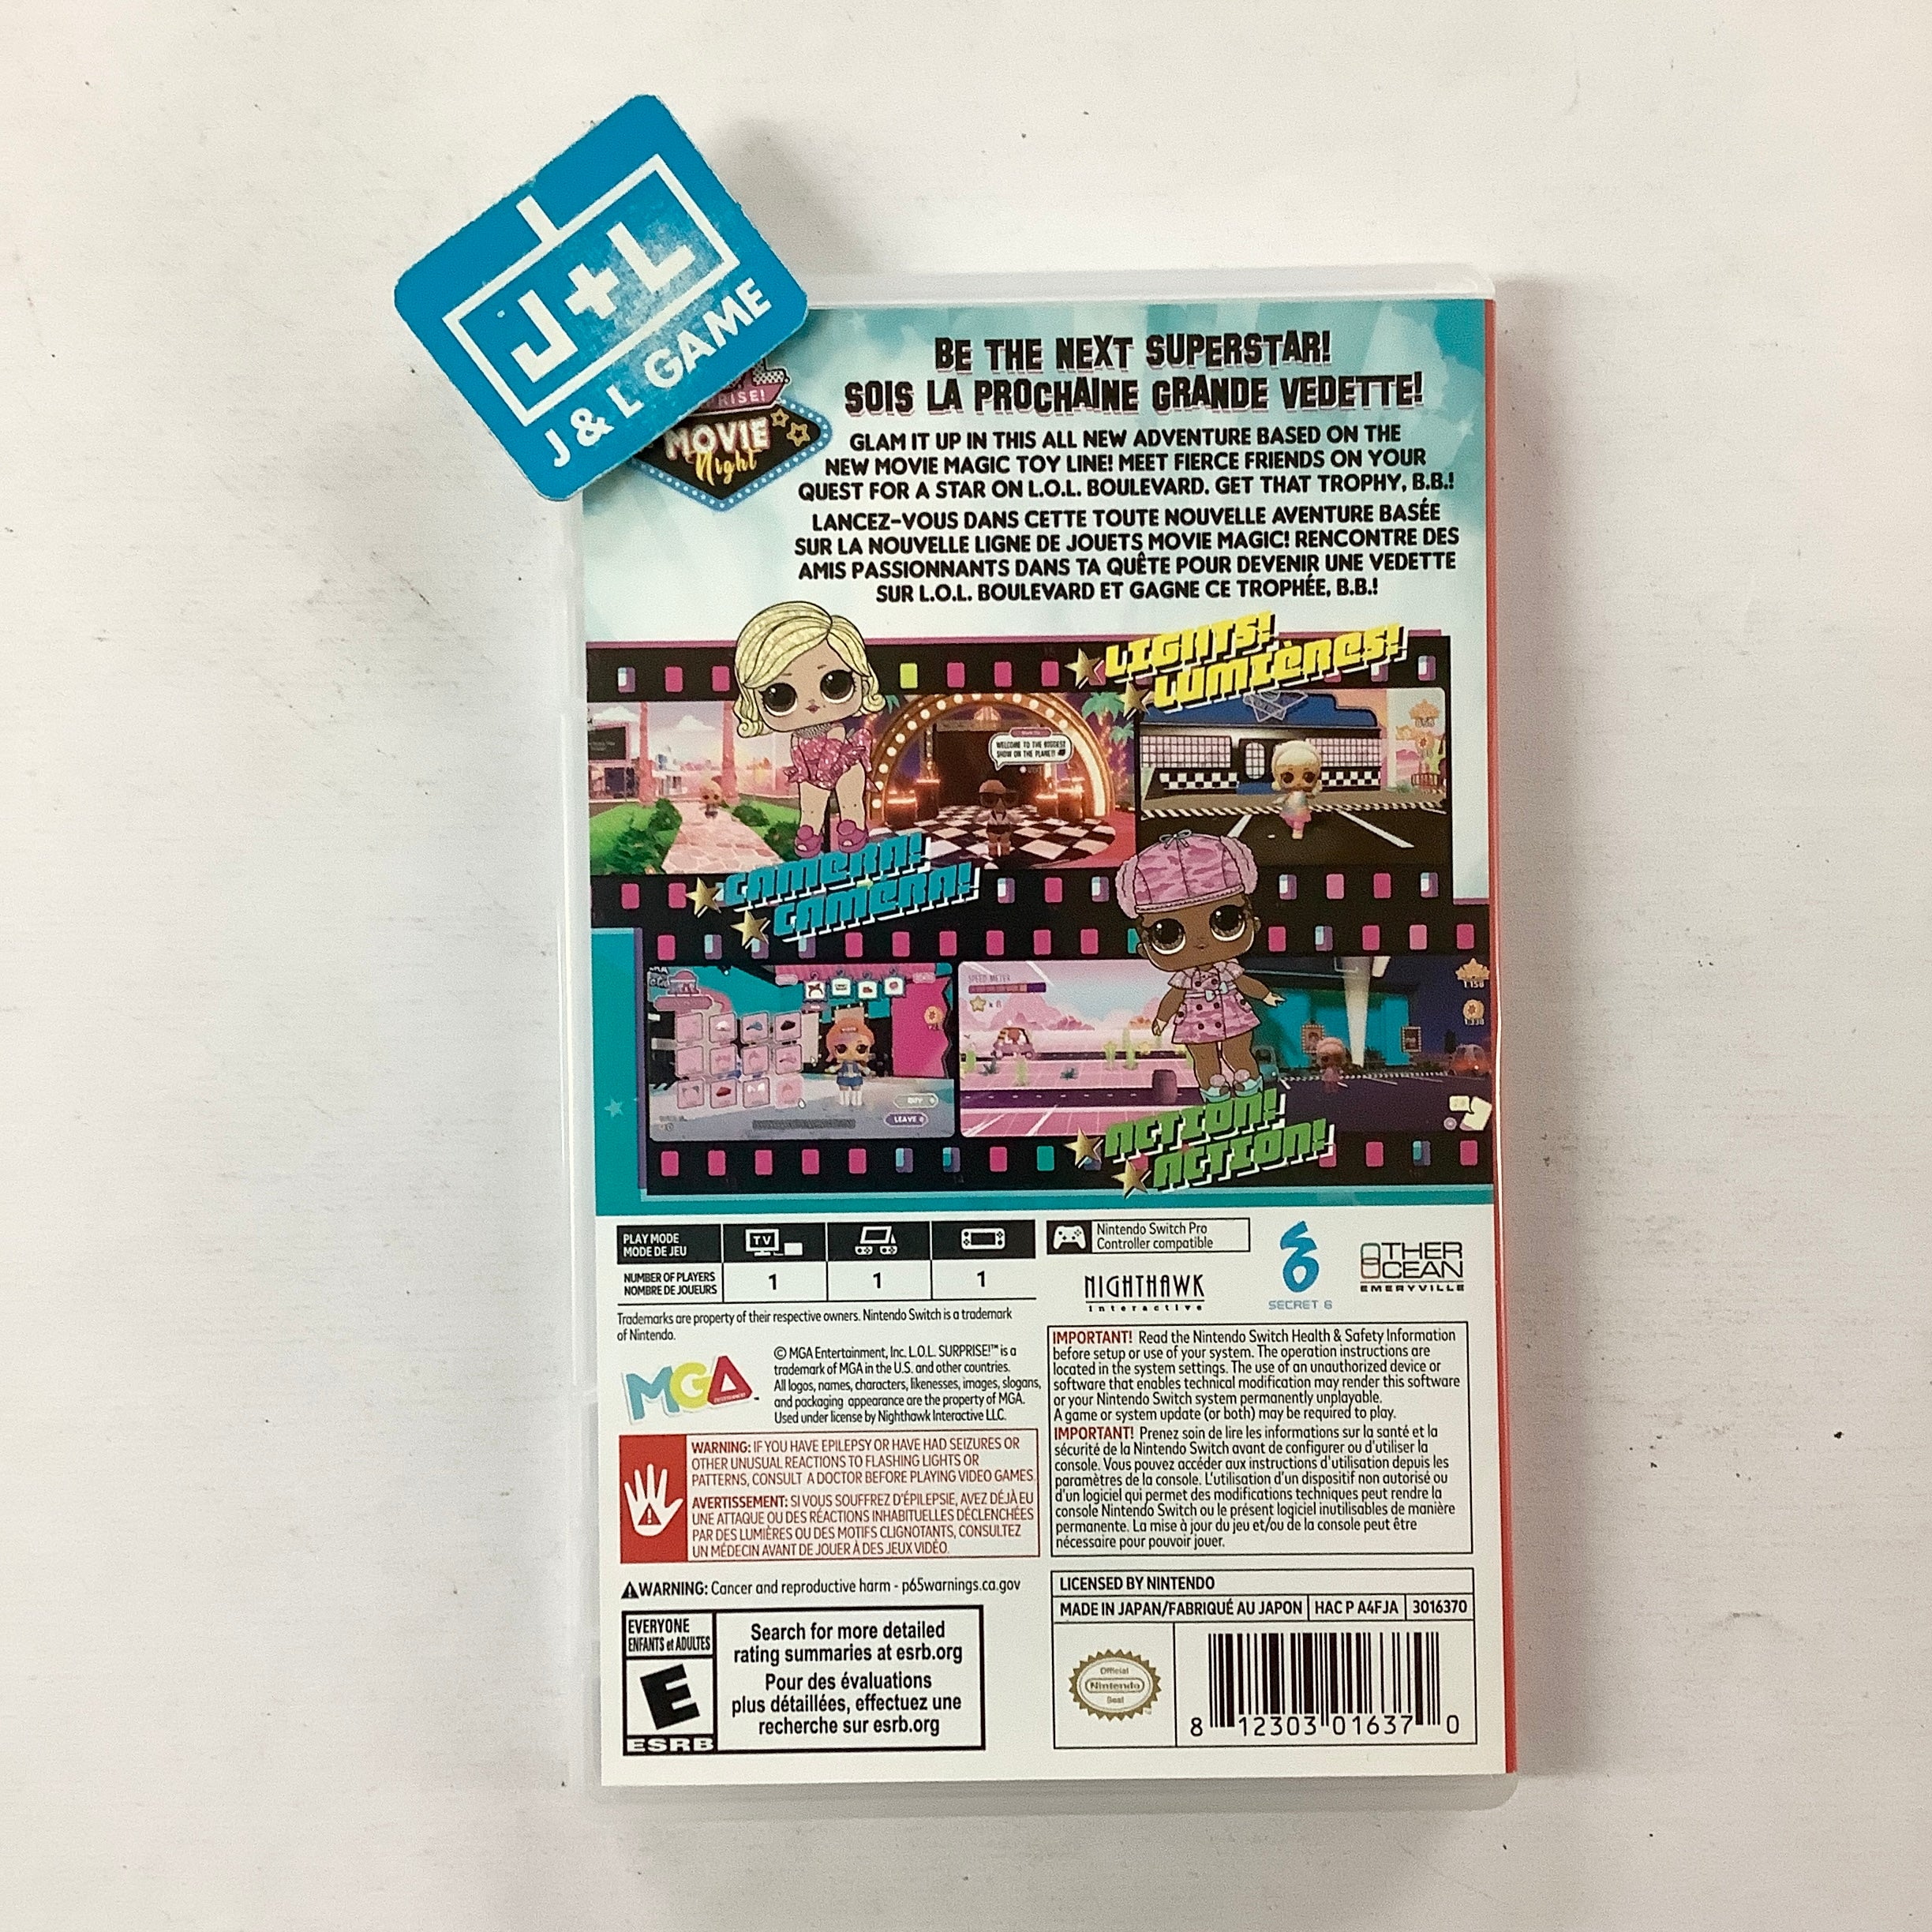 J+L
J & L GAME
PRISE!
MOVIE
Night
BE THE NEXT SUPERSTAR!
SOIS LA PROCHAINE GRANDE VEDETTE!
GLAM IT UP IN THIS ALL NEW ADVENTURE BASED ON THE
NEW MOVIE MAGIC TOY LINE! MEET FIERCE FRIENDS ON YOUR
QUEST FOR A STAR ON L.O.L. BOULEVARD. GET THAT TROPHY, B.B.!
LANCEZ-VOUS DANS CETTE TOUTE NOUVELLE AVENTURE BASÉE
SUR LA NOUVELLE LIGNE DE JOUETS MOVIE MAGIC! RENCONTRE DES
AMIS PASSIONNANTS DANS TA QUÊTE POUR DEVENIR UNE VEDETTE
SUR L.O.L. BOULEVARD ET GAGNE CE TROPHÉE, B.B.!
LIGHTS!
LUMIÈRES!
WELCOME TO THE BIGGEST
SHOW ON THE PLANET!
CAMERA!
CAMÉRA!
SPEED METER
BUY
LEAVE
ACTION!
ACTION!
PLAY MODE
MODE DE JEU
TV
NUMBER OF PLAYERS
NOMBRE DE JOUEURS
1 1 1
Nintendo Switch Pro
Controller compatible
NIGHTHAWK
interactive
SECRET 6
OTHER
OCEAN
EMERYVILLE
Trademarks are property of their respective owners. Nintendo Switch is a trademark
of Nintendo.
MGA
ENTERTAINMENT
© MGA Entertainment, Inc. L.O.L. SURPRISE!™ is a
trademark of MGA in the U.S. and other countries.
All logos, names, characters, likenesses, images, slogans,
and packaging appearance are the property of MGA.
Used under license by Nighthawk Interactive LLC.
WARNING: IF YOU HAVE EPILEPSY OR HAVE HAD SEIZURES OR
OTHER UNUSUAL REACTIONS TO FLASHING LIGHTS OR
PATTERNS, CONSULT A DOCTOR BEFORE PLAYING VIDEO GAMES.
AVERTISSEMENT: SI VOUS SOUFFREZ D'ÉPILEPSIE, AVEZ DÉJÀ EU
UNE ATTAQUE OU DES RÉACTIONS INHABITUELLES DÉCLENCHÉES
PAR DES LUMIÈRES OU DES MOTIFS CLIGNOTANTS, CONSULTEZ
UN MÉDECIN AVANT DE JOUER À DES JEUX VIDÉO.
WARNING: Cancer and reproductive harm - p65warnings.ca.gov
EVERYONE
ENFANTS et ADULTES
E
ESRB
Search for more detailed
rating summaries at esrb.org
Pour des évaluations
plus détaillées, effectuez une
recherche sur esrb.org
IMPORTANT! Read the Nintendo Switch Health & Safety Information
before setup or use of your system. The operation instructions are
located in the system settings. The use of an unauthorized device or
software that enables technical modification may render this software
or your Nintendo Switch system permanently unplayable.
A game or system update (or both) may be required to play.
IMPORTANT! Prenez soin de lire les informations sur la santé et la
sécurité de la Nintendo Switch avant de configurer ou d'utiliser la
console. Vous pouvez accéder aux instructions d'utilisation depuis les
paramètres de la console. L'utilisation d'un dispositif non autorisé ou
d'un logiciel qui permet des modifications techniques peut rendre la
console Nintendo Switch ou le présent logiciel inutilisables de manière
permanente. La mise à jour du jeu et/ou de la console peut être
nécessaire pour pouvoir jouer.
LICENSED BY NINTENDO
MADE IN JAPAN/FABRIQUÉ AU JAPON HAC P A4FJA 3016370
Official
Nintendo
Seal
8 12303 01637 0